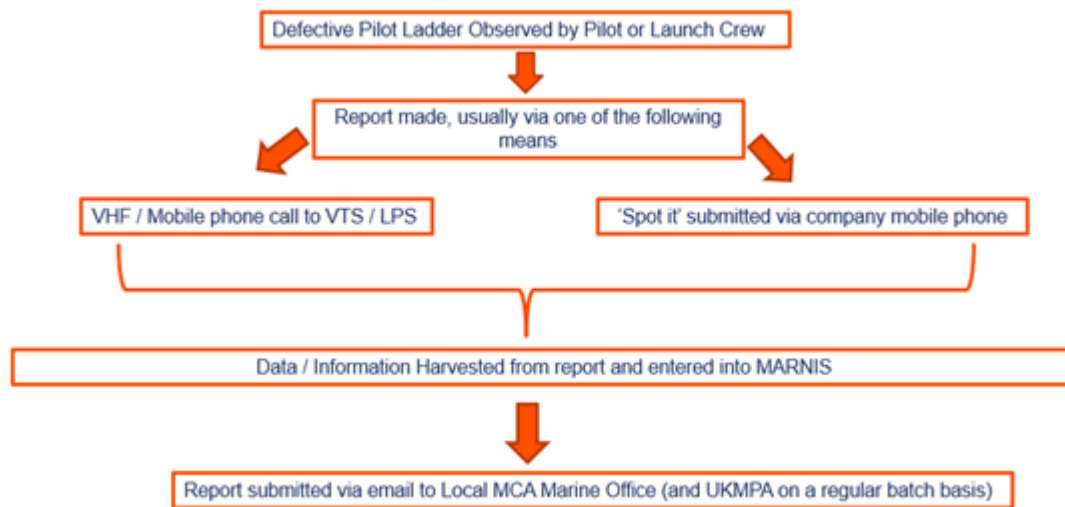 Defective Pilot Ladder Observed by Pilot or Launch Crew
Report made, usually via one of the following
means
VHF / Mobile phone call to VTS / LPS
'Spot it' submitted via company mobile phone
Data / Information Harvested from report and entered into MARNIS
Report submitted via email to Local MCA Marine Office (and UKMPA on a regular batch basis)